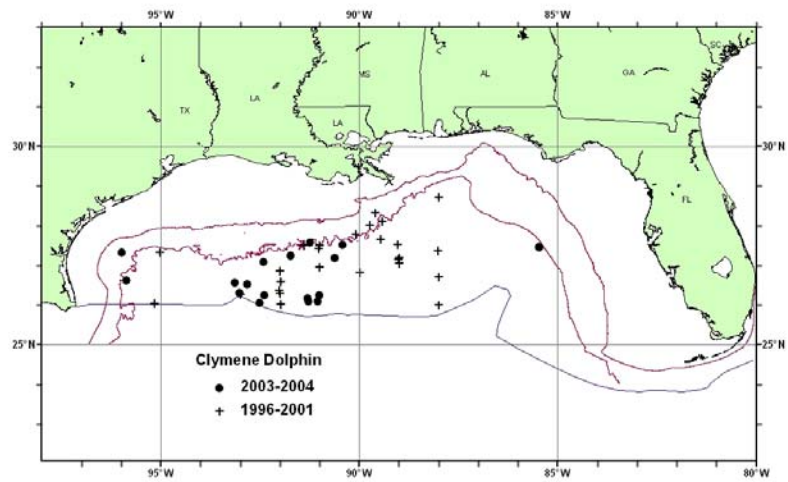 95°W 90°W 85°W 80°W
SC
MS AL GA
LA
TX LA
30°N 30°N
FL
25°N 25°N
Clymene Dolphin
2003-2004
1996-2001
95°W 90°W 85°W 80°W